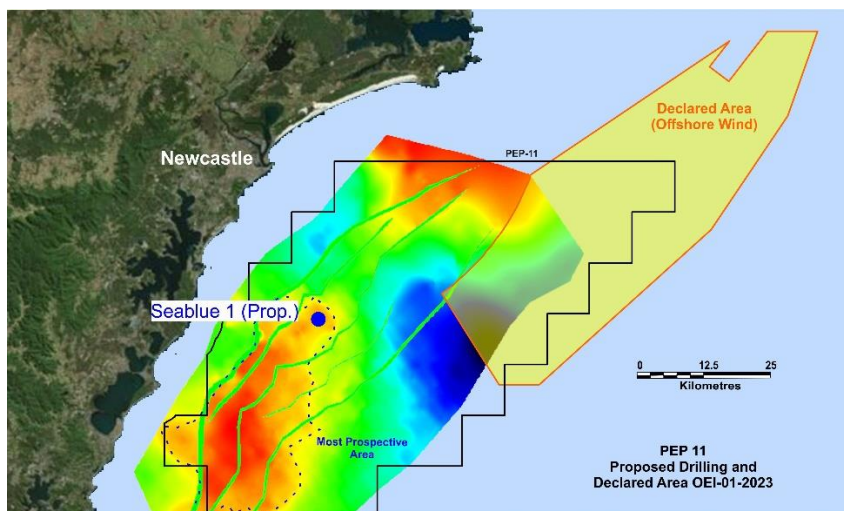 Declared Area
(Offshore Wind)
PEP-11
Newcastle
Seablue 1 (Prop.)
0 12.5 25
Kilometres
Most Prospective
Area
PEP 11
Proposed Drilling and
Declared Area OEI-01-2023